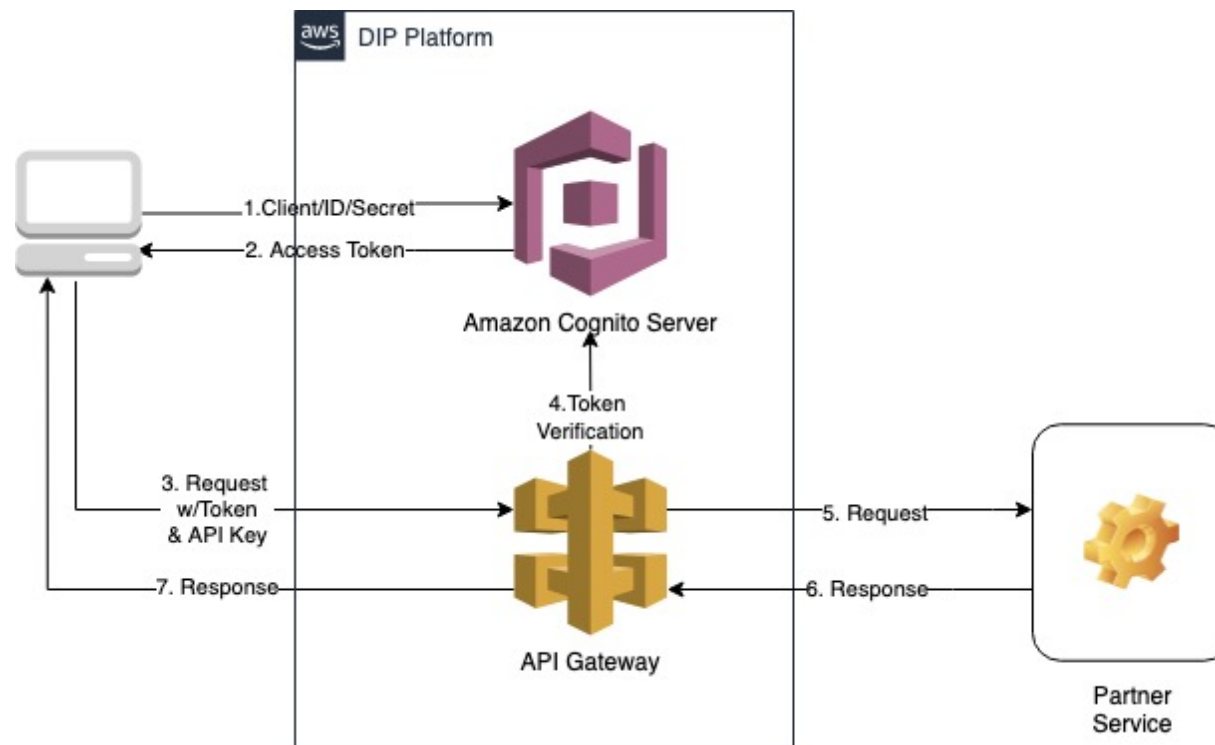 aws
DIP Platform
1.Client/ID/Secret
2. Access Token
Amazon Cognito Server
4.Token
Verification
3. Request
w/Token
& API Key
5. Request
7. Response
6. Response
API Gateway
Partner
Service